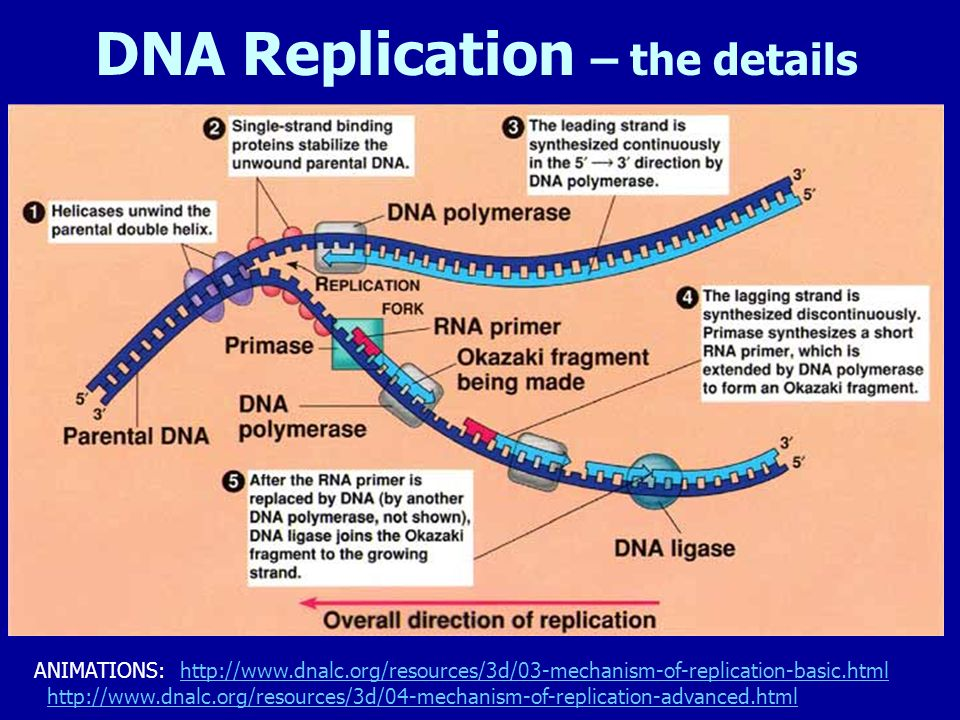 DNA Replication – the details
2 Single-strand binding
proteins stabilize the
unwound parental DNA.
3 The leading strand is
synthesized continuously
in the 5′ ⟶ 3′ direction by
DNA polymerase.
1 Helicases unwind the
parental double helix.
DNA polymerase
3′
5′
REPLICATION
FORK
4 The lagging strand is
synthesized discontinuously.
Primase synthesizes a short
RNA primer, which is
extended by DNA polymerase
to form an Okazaki fragment.
Primase
RNA primer
Okazaki fragment
being made
5′
3′
Parental DNA
DNA
polymerase
3′
5′
5 After the RNA primer is
replaced by DNA (by another
DNA polymerase, not shown),
DNA ligase joins the Okazaki
fragment to the growing
strand.
DNA ligase
Overall direction of replication
ANIMATIONS: http://www.dnalc.org/resources/3d/03-mechanism-of-replication-basic.html
http://www.dnalc.org/resources/3d/04-mechanism-of-replication-advanced.html